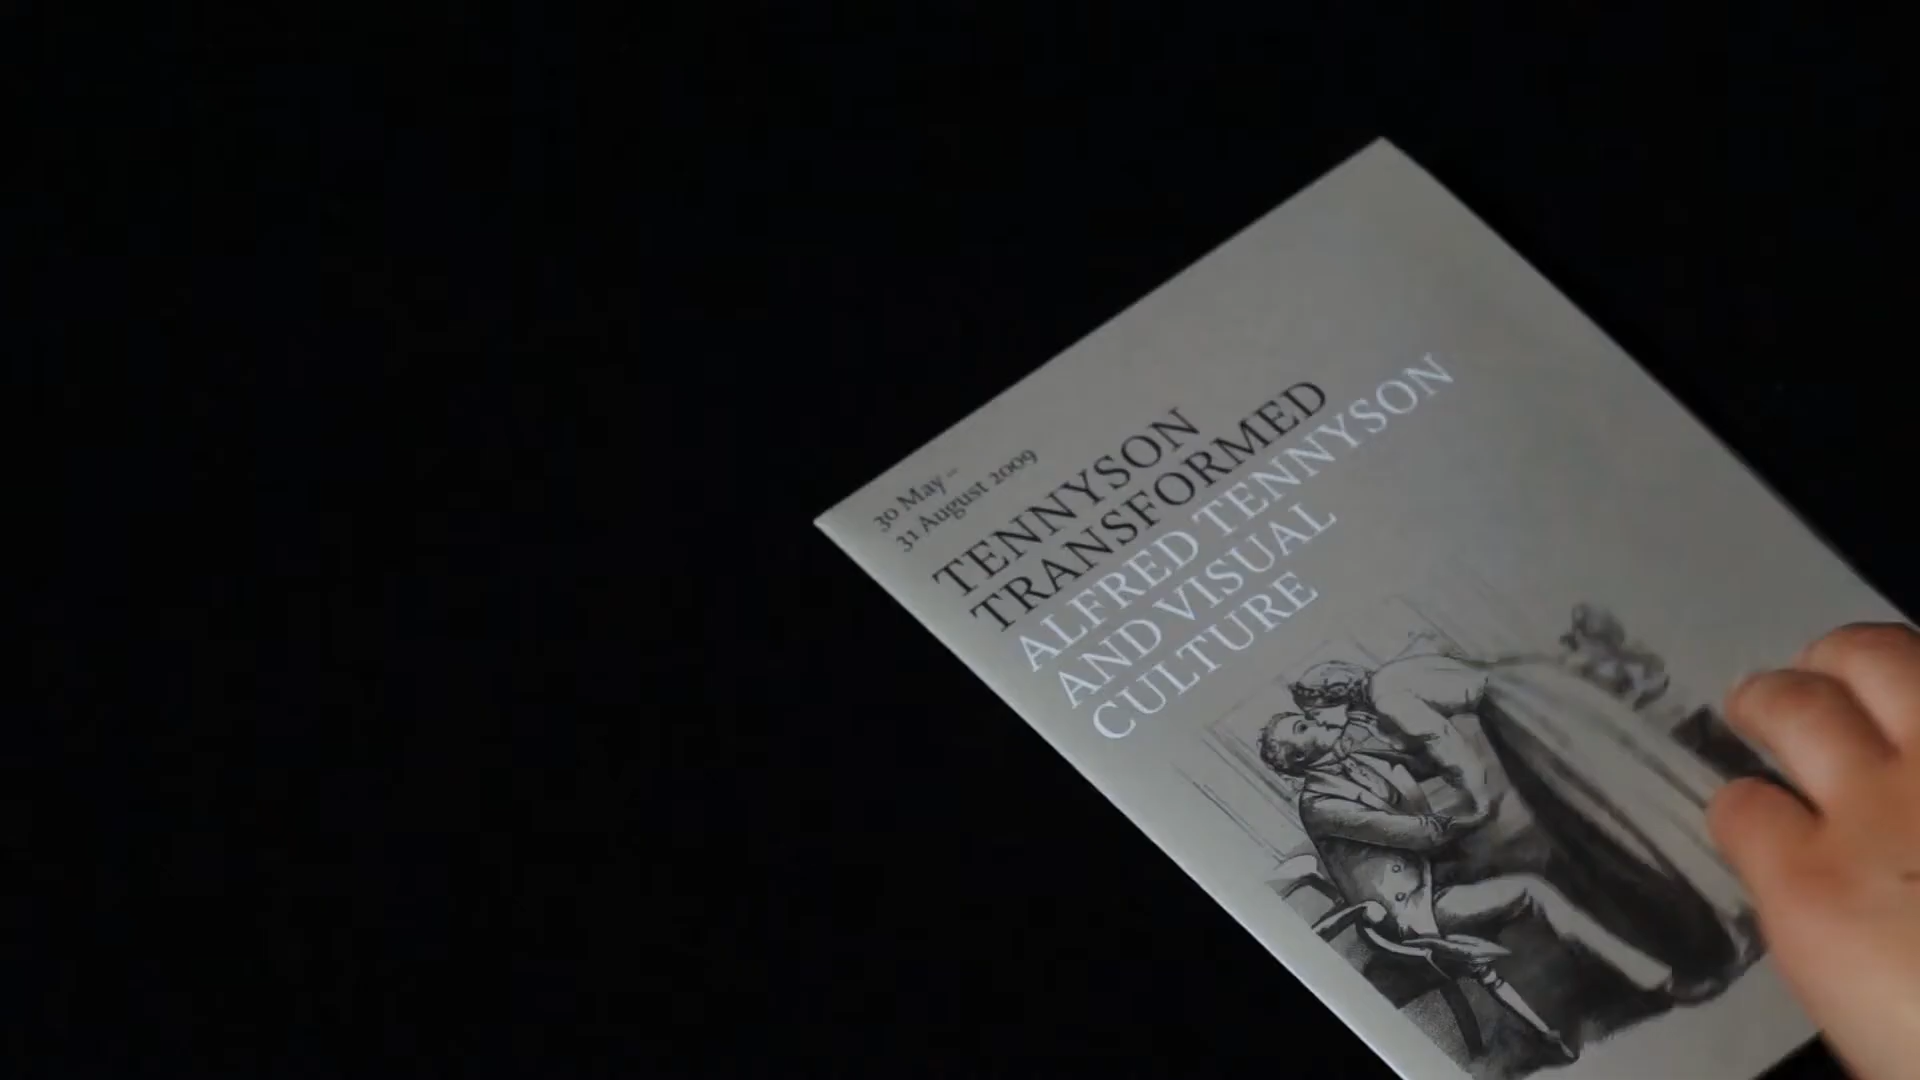 30 May –
31 August 2009
TENNYSON
TRANSFORMED
ALFRED TENNYSON
AND VISUAL
CULTURE